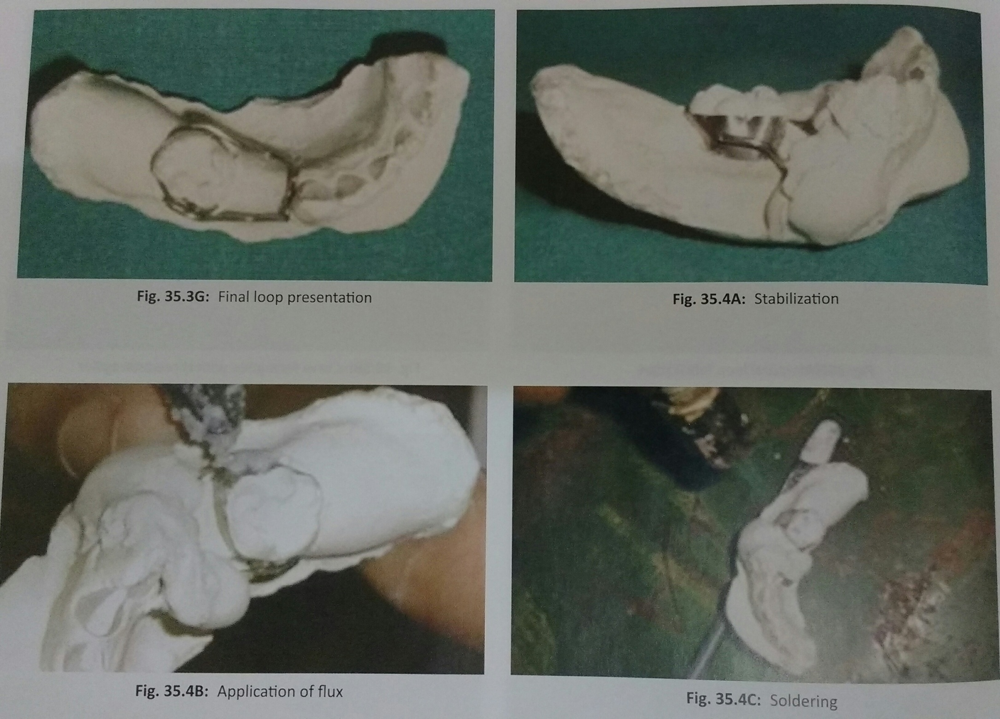 Fig. 35.3G: Final loop presentation
Fig. 35.4A: Stabilization
Fig. 35.4B: Application of flux
Fig. 35.4C: Soldering